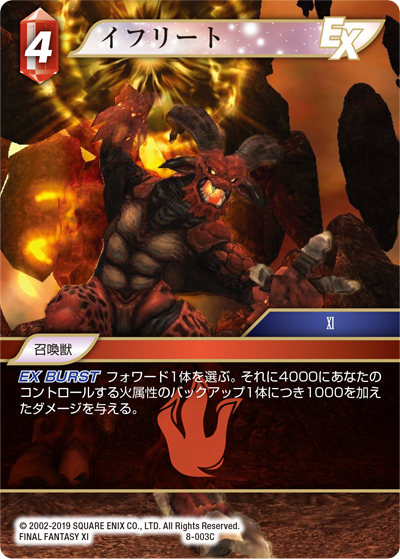 4
イフリート
EX
XI
召喚獣
EX BURST フォワード1体を選ぶ。それに4000にあなたの
コントロールする火属性のバックアップ1体につき1000を加え
たダメージを与える。
© 2002-2019 SQUARE ENIX CO., LTD. All Rights Reserved.
FINAL FANTASY XI
8-003C